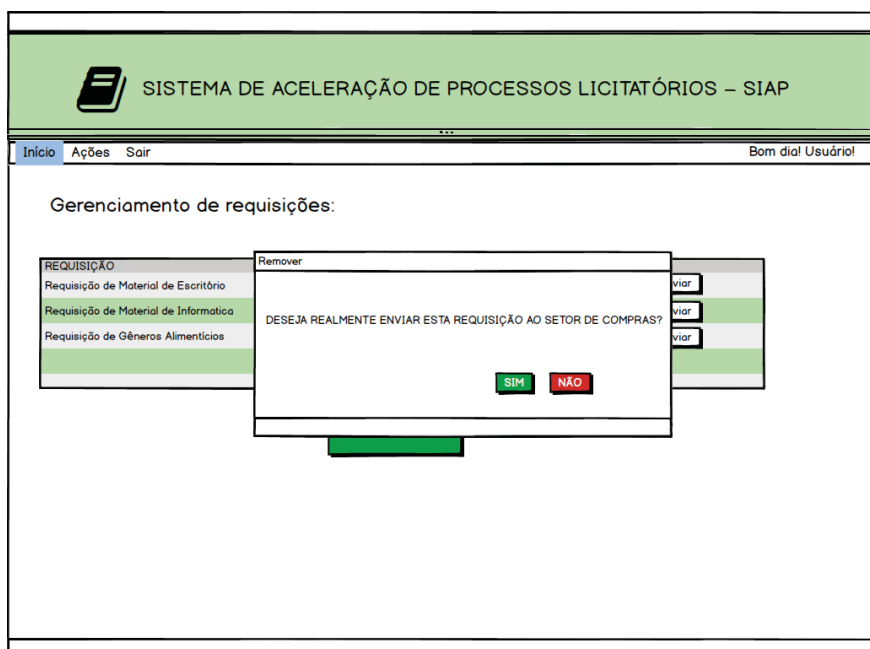 SISTEMA DE ACELERAÇÃO DE PROCESSOS LICITATÓRIOS – SIAP
Início Ações Sair Bom dia! Usuário!
Gerenciamento de requisições:
REQUISIÇÃO
Remover
Requisição de Material de Escritório viar
Requisição de Material de Informatica viar
DESEJA REALMENTE ENVIAR ESTA REQUISIÇÃO AO SETOR DE COMPRAS?
Requisição de Gêneros Alimentícios viar
SIM NÃO